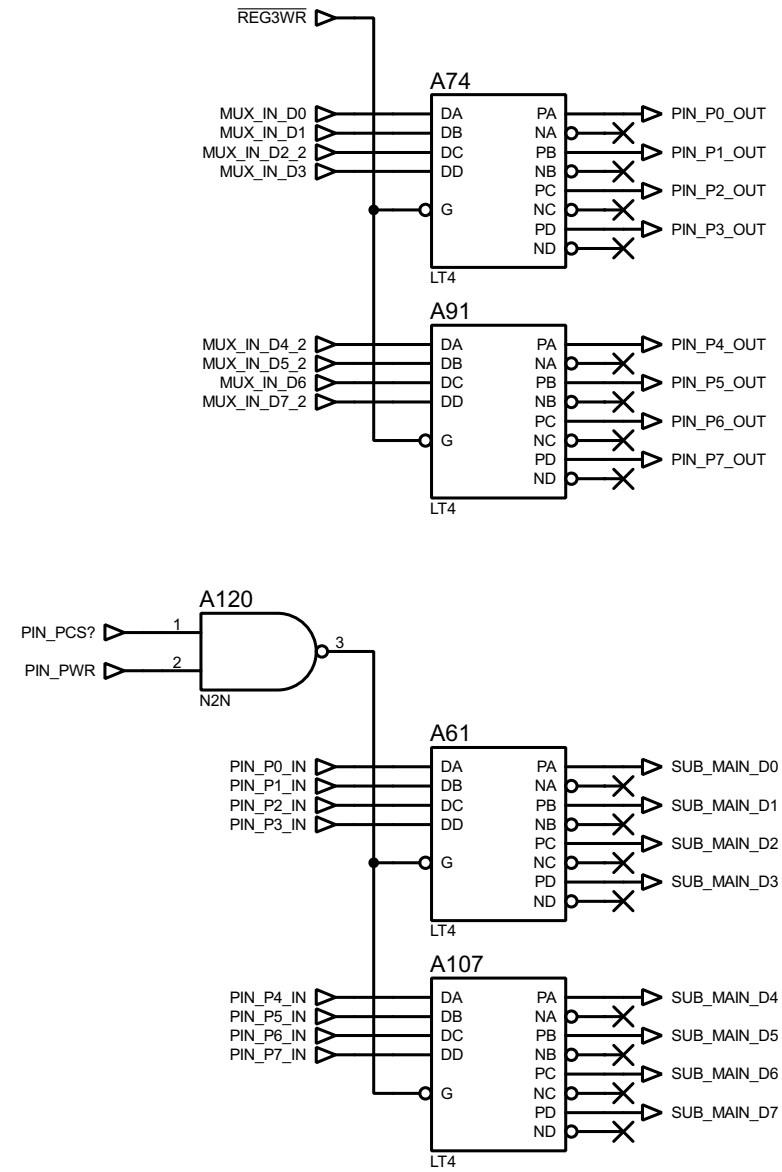 REG3WR
A74
MUX_IN_D0 DA PA PIN_P0_OUT
MUX_IN_D1 DB NA
MUX_IN_D2_2 DC PB PIN_P1_OUT
MUX_IN_D3 DD NB
PC PIN_P2_OUT
G NC
PD PIN_P3_OUT
ND
LT4
A91
MUX_IN_D4_2 DA PA PIN_P4_OUT
MUX_IN_D5_2 DB NA
MUX_IN_D6 DC PB PIN_P5_OUT
MUX_IN_D7_2 DD NB
PC PIN_P6_OUT
G NC
PD PIN_P7_OUT
ND
LT4
A120
PIN_PCS? 1
3
PIN_PWR 2
N2N
A61
PIN_P0_IN DA PA SUB_MAIN_D0
PIN_P1_IN DB NA
PIN_P2_IN DC PB SUB_MAIN_D1
PIN_P3_IN DD NB
PC SUB_MAIN_D2
G NC
PD SUB_MAIN_D3
ND
LT4
A107
PIN_P4_IN DA PA SUB_MAIN_D4
PIN_P5_IN DB NA
PIN_P6_IN DC PB SUB_MAIN_D5
PIN_P7_IN DD NB
PC SUB_MAIN_D6
G NC
PD SUB_MAIN_D7
ND
LT4